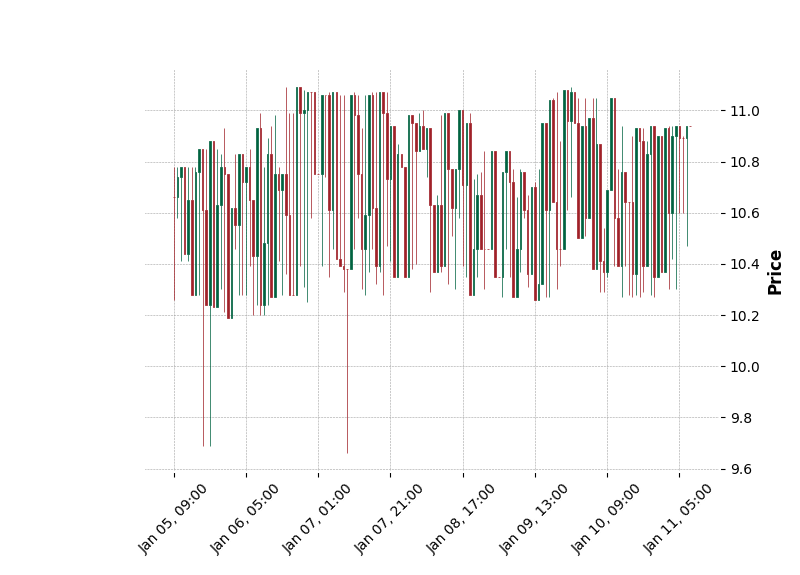 11.0
10.8
10.6
10.4
10.2
10.0
9.8
9.6
Price
Jan 05, 09:00
Jan 06, 05:00
Jan 07, 01:00
Jan 07, 21:00
Jan 08, 17:00
Jan 09, 13:00
Jan 10, 09:00
Jan 11, 05:00